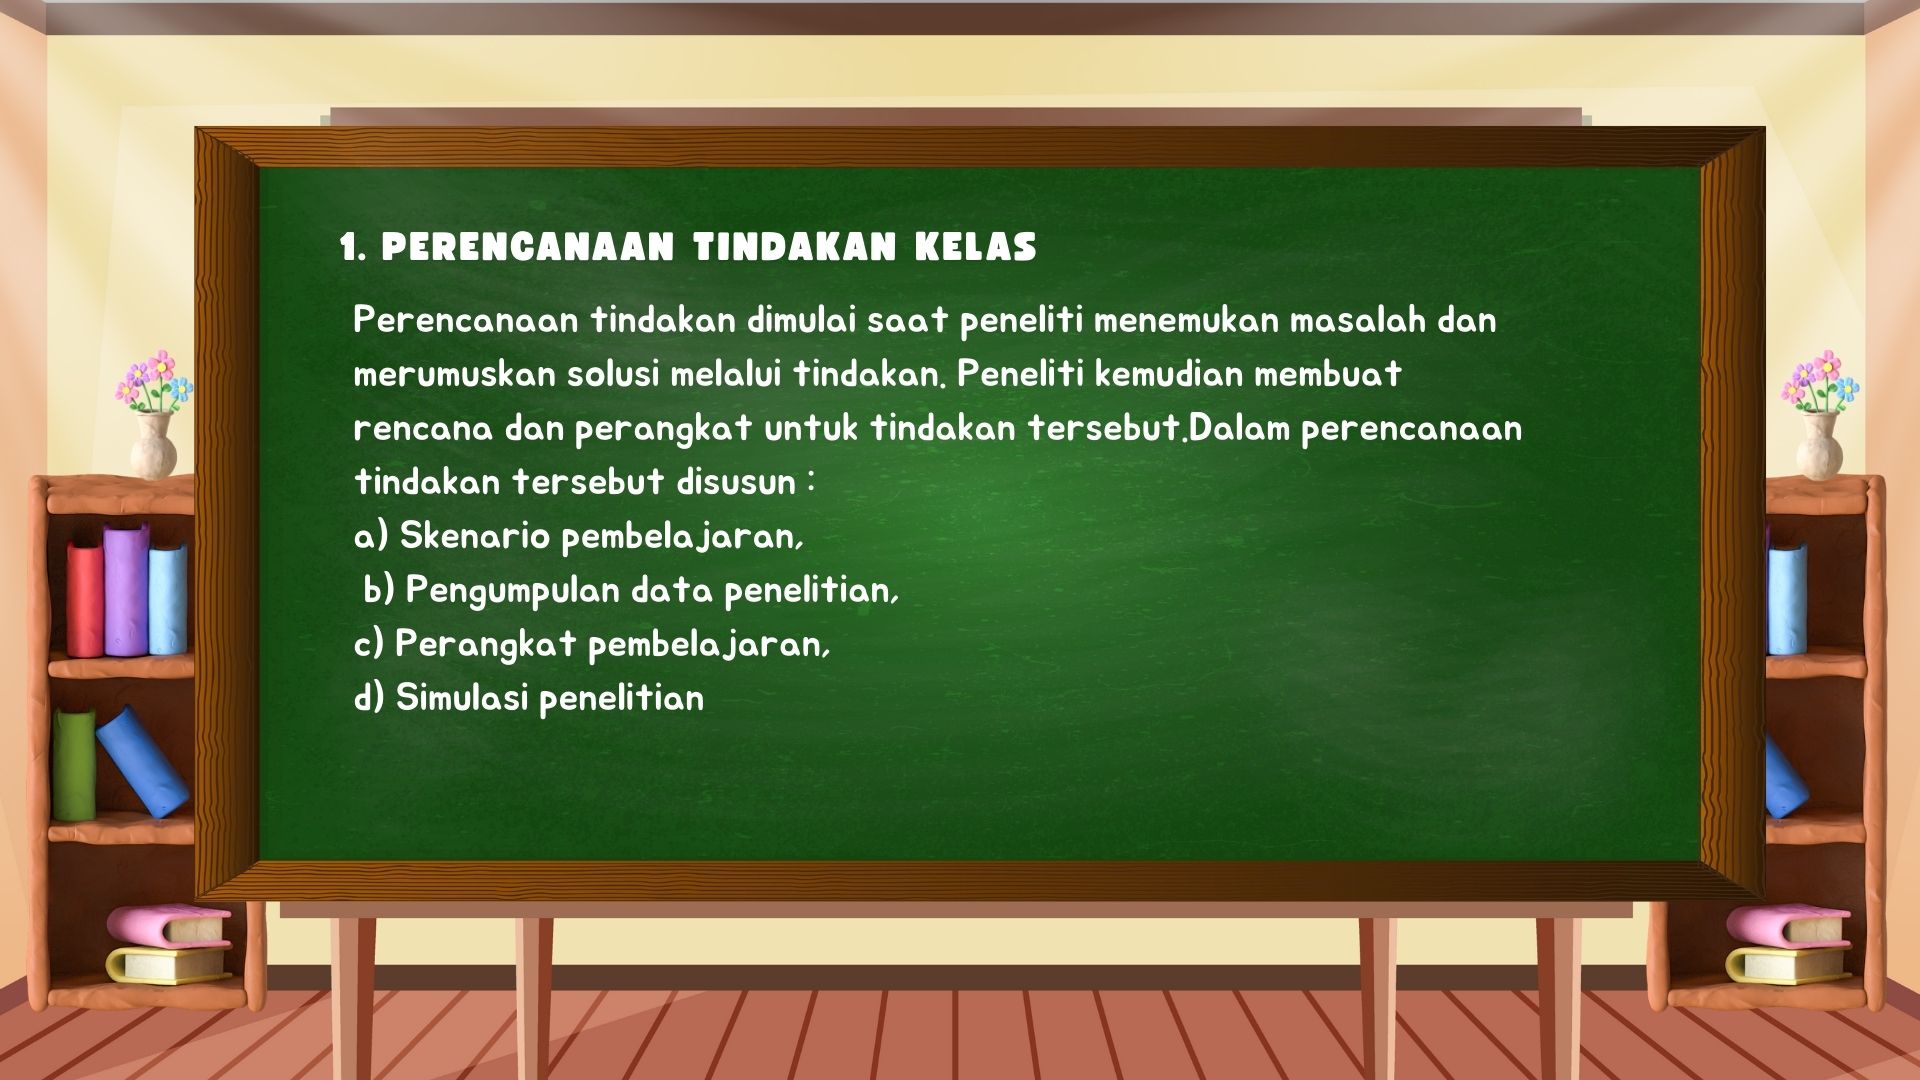 1. PERENCANAAN TINDAKAN KELAS
Perencanaan tindakan dimulai saat peneliti menemukan masalah dan
merumuskan solusi melalui tindakan. Peneliti kemudian membuat
rencana dan perangkat untuk tindakan tersebut.Dalam perencanaan
tindakan tersebut disusun :
a) Skenario pembelajaran,
b) Pengumpulan data penelitian,
c) Perangkat pembelajaran,
d) Simulasi penelitian